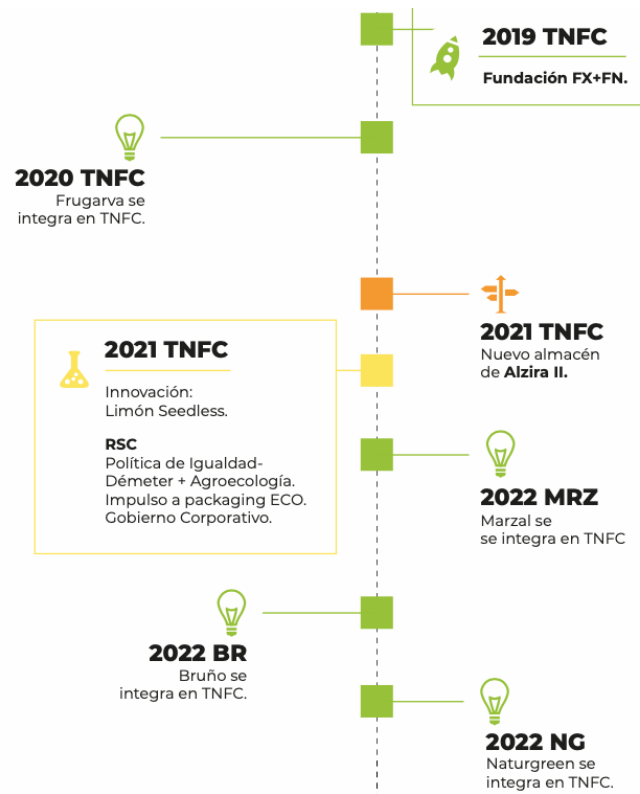 2019 TNFC
Fundación FX+FN.
2020 TNFC
Frugarva se
integra en TNFC.
2021 TNFC
Nuevo almacén
de Alzira II.
2021 TNFC
Innovación:
Limón Seedless.
RSC
Política de Igualdad-
Démeter + Agroecología.
Impulso a packaging ECO.
Gobierno Corporativo.
2022 MRZ
Marzal se
se integra en TNFC
2022 BR
Bruño se
integra en TNFC.
2022 NG
Naturgreen se
integra en TNFC.